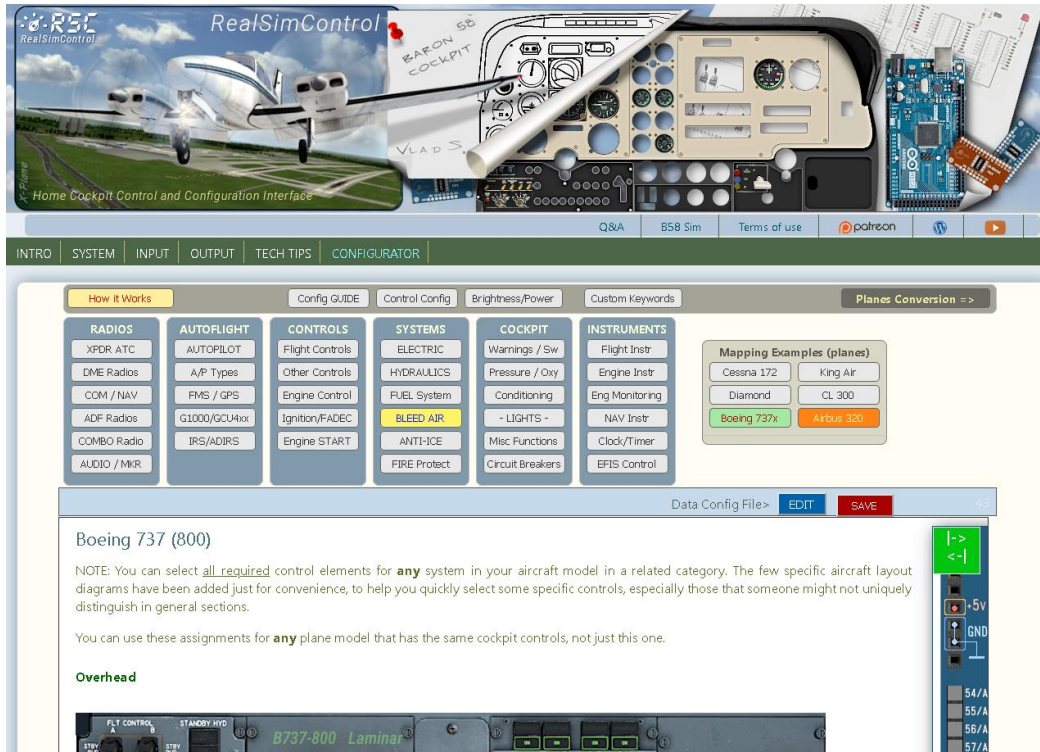 RSC
RealSimControl
RealSimControl
BARON 58
COCKPIT
VLAD S.
X-Plane
Home Cockpit Control and Configuration Interface
ARDUINO
Q&A
B58 Sim
Terms of use
patreon
INTRO
SYSTEM
INPUT
OUTPUT
TECH TIPS
CONFIGURATOR
How it Works
Config GUIDE
Control Config
Brightness/Power
Custom Keywords
Planes Conversion =>
RADIOS
XPDR ATC
DME Radios
COM / NAV
ADF Radios
COMBO Radio
AUDIO / MKR
AUTOFLIGHT
AUTOPILOT
A/P Types
FMS / GPS
G1000/GCU4xx
IRS/ADIRS
CONTROLS
Flight Controls
Other Controls
Engine Control
Ignition/FADEC
Engine START
SYSTEMS
ELECTRIC
HYDRAULICS
FUEL System
BLEED AIR
ANTI-ICE
FIRE Protect
COCKPIT
Warnings / Sw
Pressure / Oxy
Conditioning
- LIGHTS -
Misc Functions
Circuit Breakers
INSTRUMENTS
Flight Instr
Engine Instr
Eng Monitoring
NAV Instr
Clock/Timer
EFIS Control
Mapping Examples (planes)
Cessna 172
King Air
Diamond
CL 300
Boeing 737x
Airbus 320
Data Config File>
EDIT
SAVE
43
Boeing 737 (800)
NOTE: You can select all required control elements for any system in your aircraft model in a related category. The few specific aircraft layout
diagrams have been added just for convenience, to help you quickly select some specific controls, especially those that someone might not uniquely
distinguish in general sections.
You can use these assignments for any plane model that has the same cockpit controls, not just this one.
Overhead
FLT CONTROL
A B
STANDBY HYD
STBY
STBY
B737-800 Laminar
|->
<-|
+5v
GND
54/A
55/A
56/A
57/A